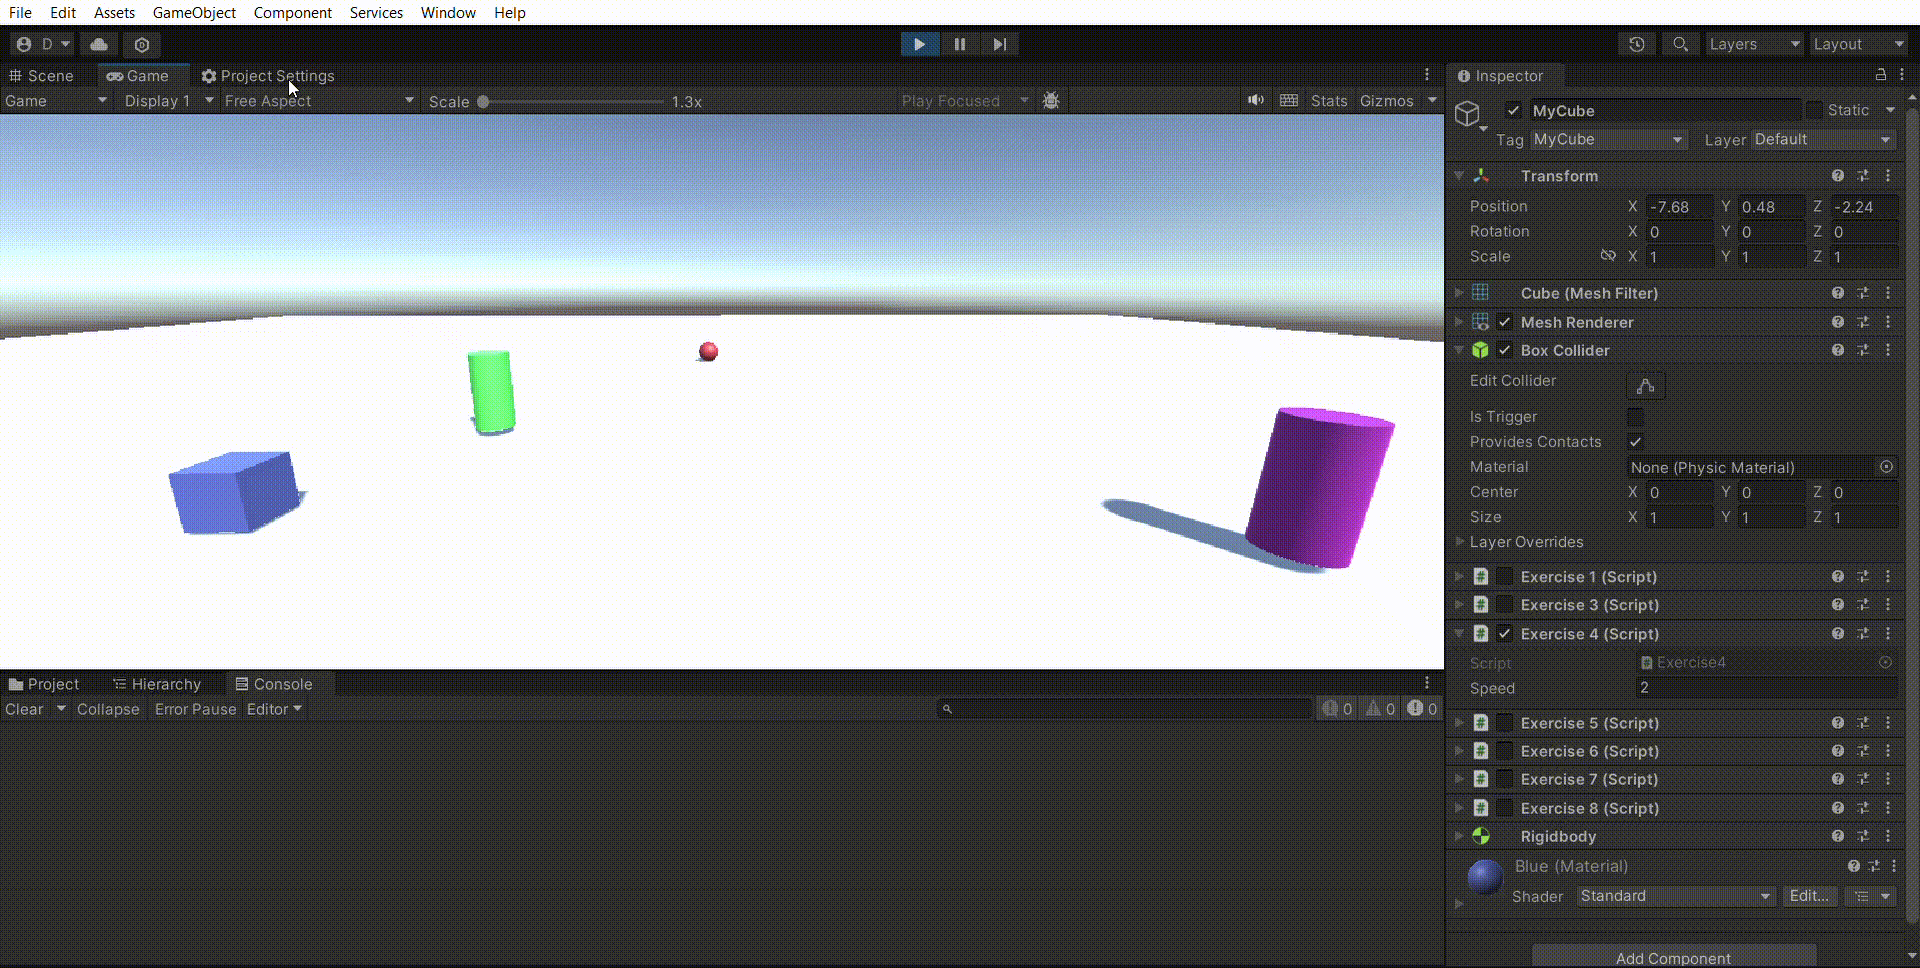 File Edit Assets GameObject Component Services Window Help
D Layers Layout
Scene Game Project Settings
Game Display 1 Free Aspect Scale 1.3x Play Focused Stats Gizmos
Inspector
MyCube Static
Tag MyCube Layer Default
Transform
Position X -7.68 Y 0.48 Z -2.24
Rotation X 0 Y 0 Z 0
Scale X 1 Y 1 Z 1
Cube (Mesh Filter)
Mesh Renderer
Box Collider
Edit Collider
Is Trigger
Provides Contacts
Material None (Physic Material)
Center X 0 Y 0 Z 0
Size X 1 Y 1 Z 1
Layer Overrides
Exercise 1 (Script)
Exercise 3 (Script)
Exercise 4 (Script)
Script Exercise4
Speed 2
Exercise 5 (Script)
Exercise 6 (Script)
Exercise 7 (Script)
Exercise 8 (Script)
Rigidbody
Blue (Material)
Shader Standard Edit...
Add Component
Project Hierarchy Console
Clear Collapse Error Pause Editor 0 0 0